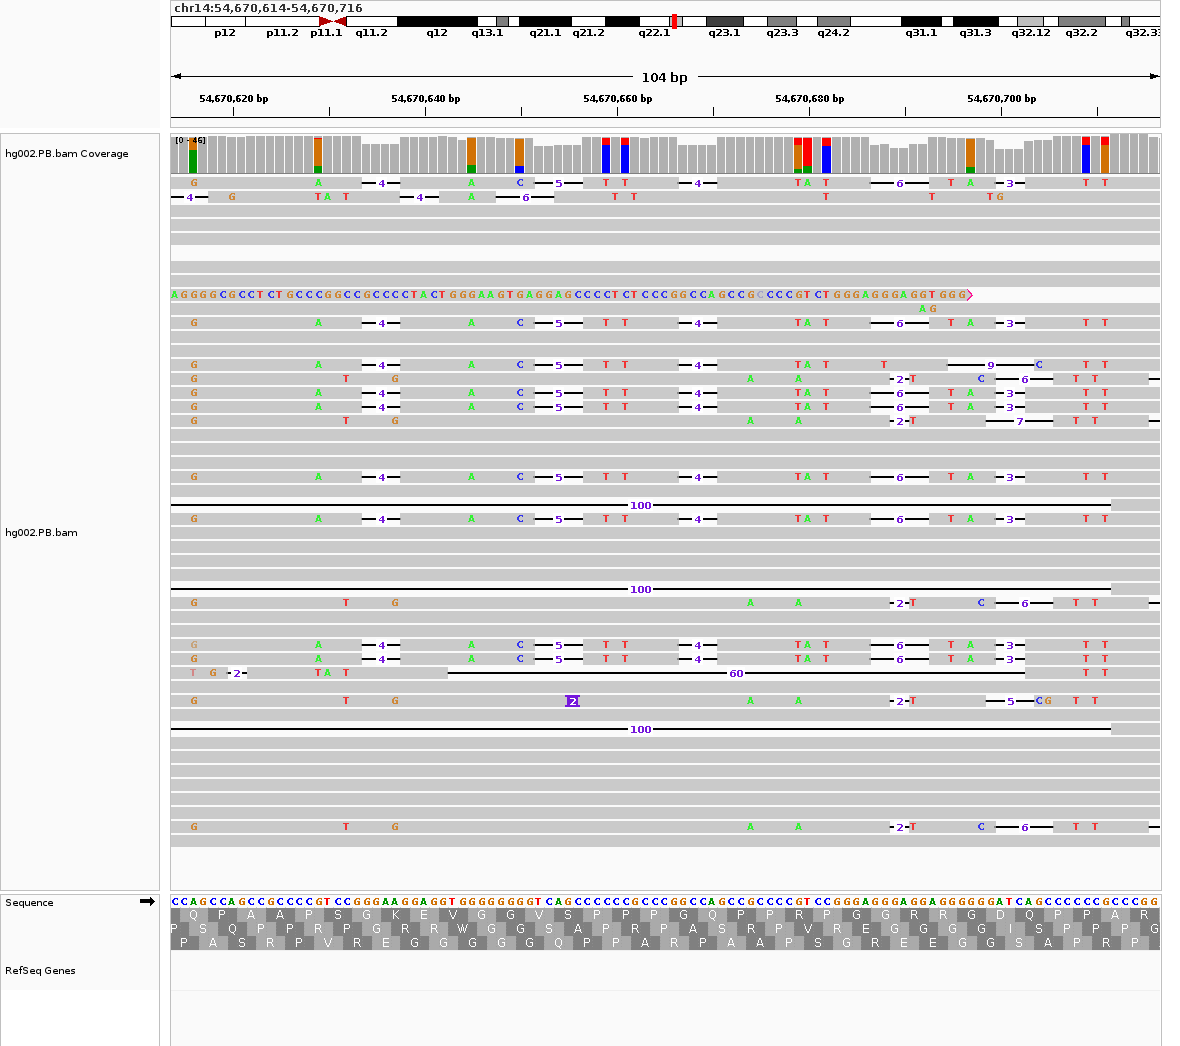 chr14:54,670,614-54,670,716
p12 p11.2 p11.1 q11.2 q12 q13.1 q21.1 q21.2 q22.1 q23.1 q23.3 q24.2 q31.1 q31.3 q32.12 q32.2 q32.33
104 bp
54,670,620 bp 54,670,640 bp 54,670,660 bp 54,670,680 bp 54,670,700 bp
hg002.PB.bam Coverage
[0 - 46]
G A 4 A C 5 T T 4 T A T 6 T A 3 T T
4 G T A T 4 A 6 T T T T T G
AGGGGCGCCTCTGCCCGGCCGCCCCTACTGGGAAGTGAGGAGCCCCTCTCCCGGCCAGCCGCCCCGTCTGGGAGGGAGGTGGG
A G
G A 4 A C 5 T T 4 T A T 6 T A 3 T T
G A 4 A C 5 T T 4 T A T T 9 C T T
G T G A A 2 T C 6 T T
G A 4 A C 5 T T 4 T A T 6 T A 3 T T
G A 4 A C 5 T T 4 T A T 6 T A 3 T T
G T G A A 2 T 7 T T
G A 4 A C 5 T T 4 T A T 6 T A 3 T T
100
G A 4 A C 5 T T 4 T A T 6 T A 3 T T
hg002.PB.bam
100
G T G A A 2 T C 6 T T
G A 4 A C 5 T T 4 T A T 6 T A 3 T T
G A 4 A C 5 T T 4 T A T 6 T A 3 T T
T G 2 T A T 60 T T
G T G 2 A A 2 T 5 C G T T
100
G T G A A 2 T C 6 T T
Sequence
CCAGCCAGCCGCCCCGTCCGGGAAGGAGGTGGGGGGGGTCAGCCCCCCGCCCGGCCAGCCGCCCCGTCCGGGAGGGAGGAGGGGGGATCAGCCCCCCGCCCGG
Q P A A P S G K E V G G V S P P G Q P P R P G R R G G D Q P P A R
P S Q P P R P G R R W G G S A P R P A S R P V R E G G G G I S P P P G
P A S R P V R E G G G G G Q P P A R P A A P S G R E E G G S A P R P
RefSeq Genes